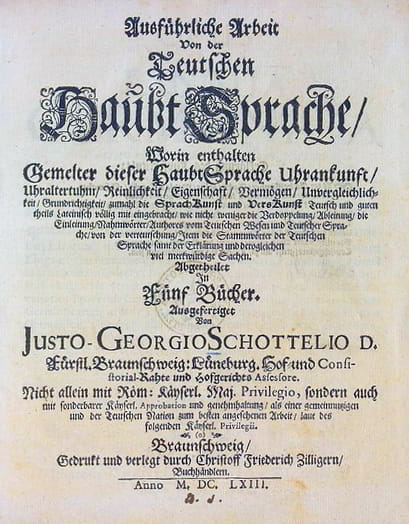 Ausführliche Arbeit
Von der
Teutschen
HaubtSprache/
Worin enthalten
Gemelter dieser HaubtSprache Uhrankunft/
Uhraltertuhm/ Reinlichkeit/ Eigenschaft/ Vermögen/ Unvergleichlich-
keit/ Grundrichtigkeit/ zumahl die SprachKunst und VersKunst Teutsch und guten
theils Lateinisch völlig mit eingebracht/ wie nicht weniger die Verdoppelung/ Ableitung/ die
Einleitung/ Nahmwörter/ Authores vom Teutschen Wesen und Teutscher Spra-
che/ von der verteutschung/ Item die Stammwörter der Teutschen
Sprache samt der Erklärung und derogleichen
viel merkwürdige Sachen.
Abgetheilet
In
Fünf Bücher.
Ausgefertiget
Von
JUSTO-GEORGIO SCHOTTELIO D.
Fürstl. Braunschweig: Lüneburg. Hof- und Consi-
storial-Rahte und Hofgerichts Assessore.
Nicht allein mit Röm: Käyserl. Maj. Privilegio, sondern auch
mit sonderbarer Käyserl. Approbation und genehmhaltung/ als einer gemeinnützigen
und der Teutschen Nation zum besten angesehenen Arbeit/ laut des
folgenden Käyserl. Privilegii.
(o)
Braunschweig/
Gedrukt und verlegt durch Christoff Friederich Zilligern/
Buchhändlern.
Anno M. DC. LXIII.